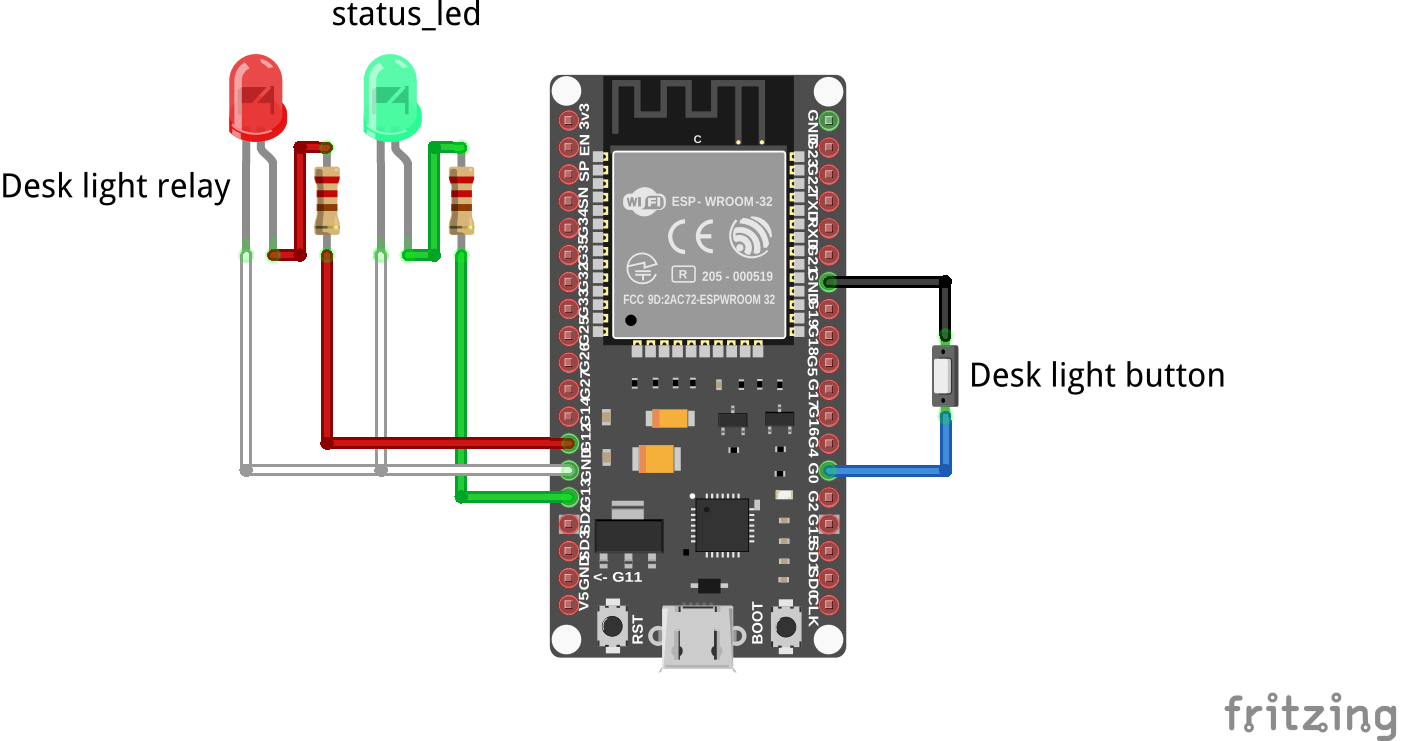 status_led
Desk light relay
Desk light button
C
WiFi
ESP-WROOM-32
CE
R
205-000519
FCC 9D:2AC72-ESPWROOM 32
3v3
EN
SP
SN
G34
G35
G32
G33
G25
G26
G27
G14
G12
GND
G13
SD2
SD3
GND
V5
GND
G23
G22
TXD
RXD
G21
GND
G19
G18
G5
G17
G16
G4
G0
G2
G15
SD1
SD0
CLK
<- G11
RST
BOOT
fritzing